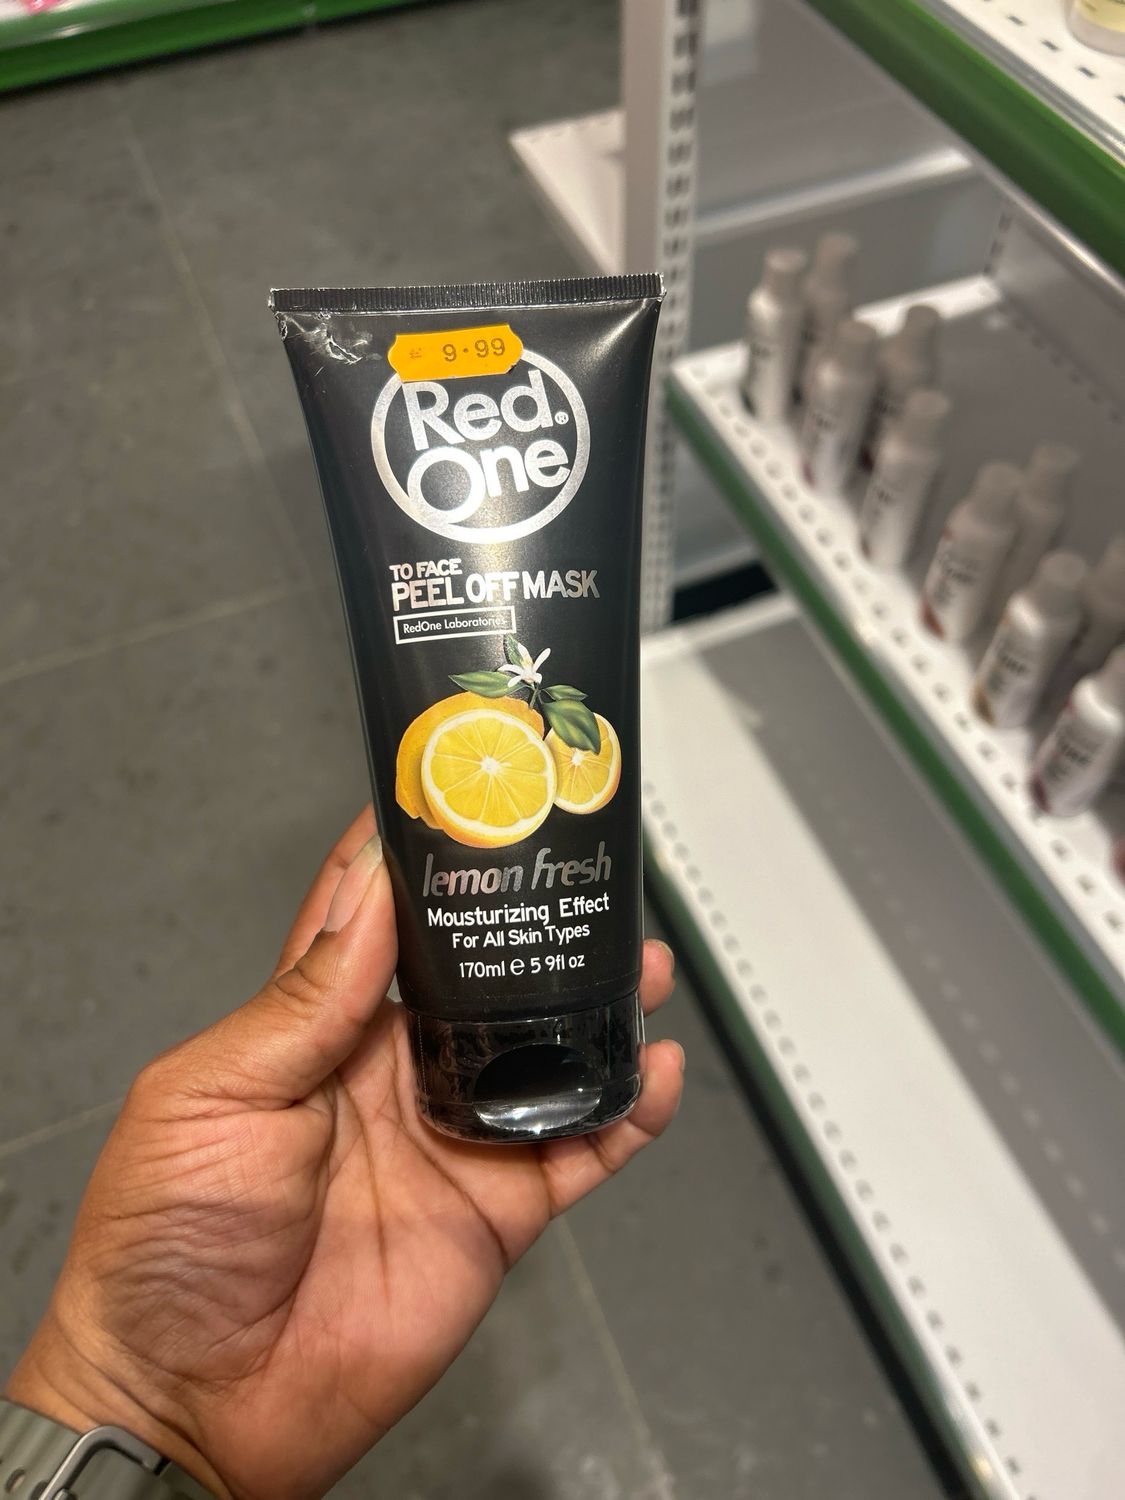 9.99
Red®
One
TO FACE
PEEL OFF MASK
RedOne Laboratories
lemon fresh
Mousturizing Effect
For All Skin Types
170ml e 5 9fl oz